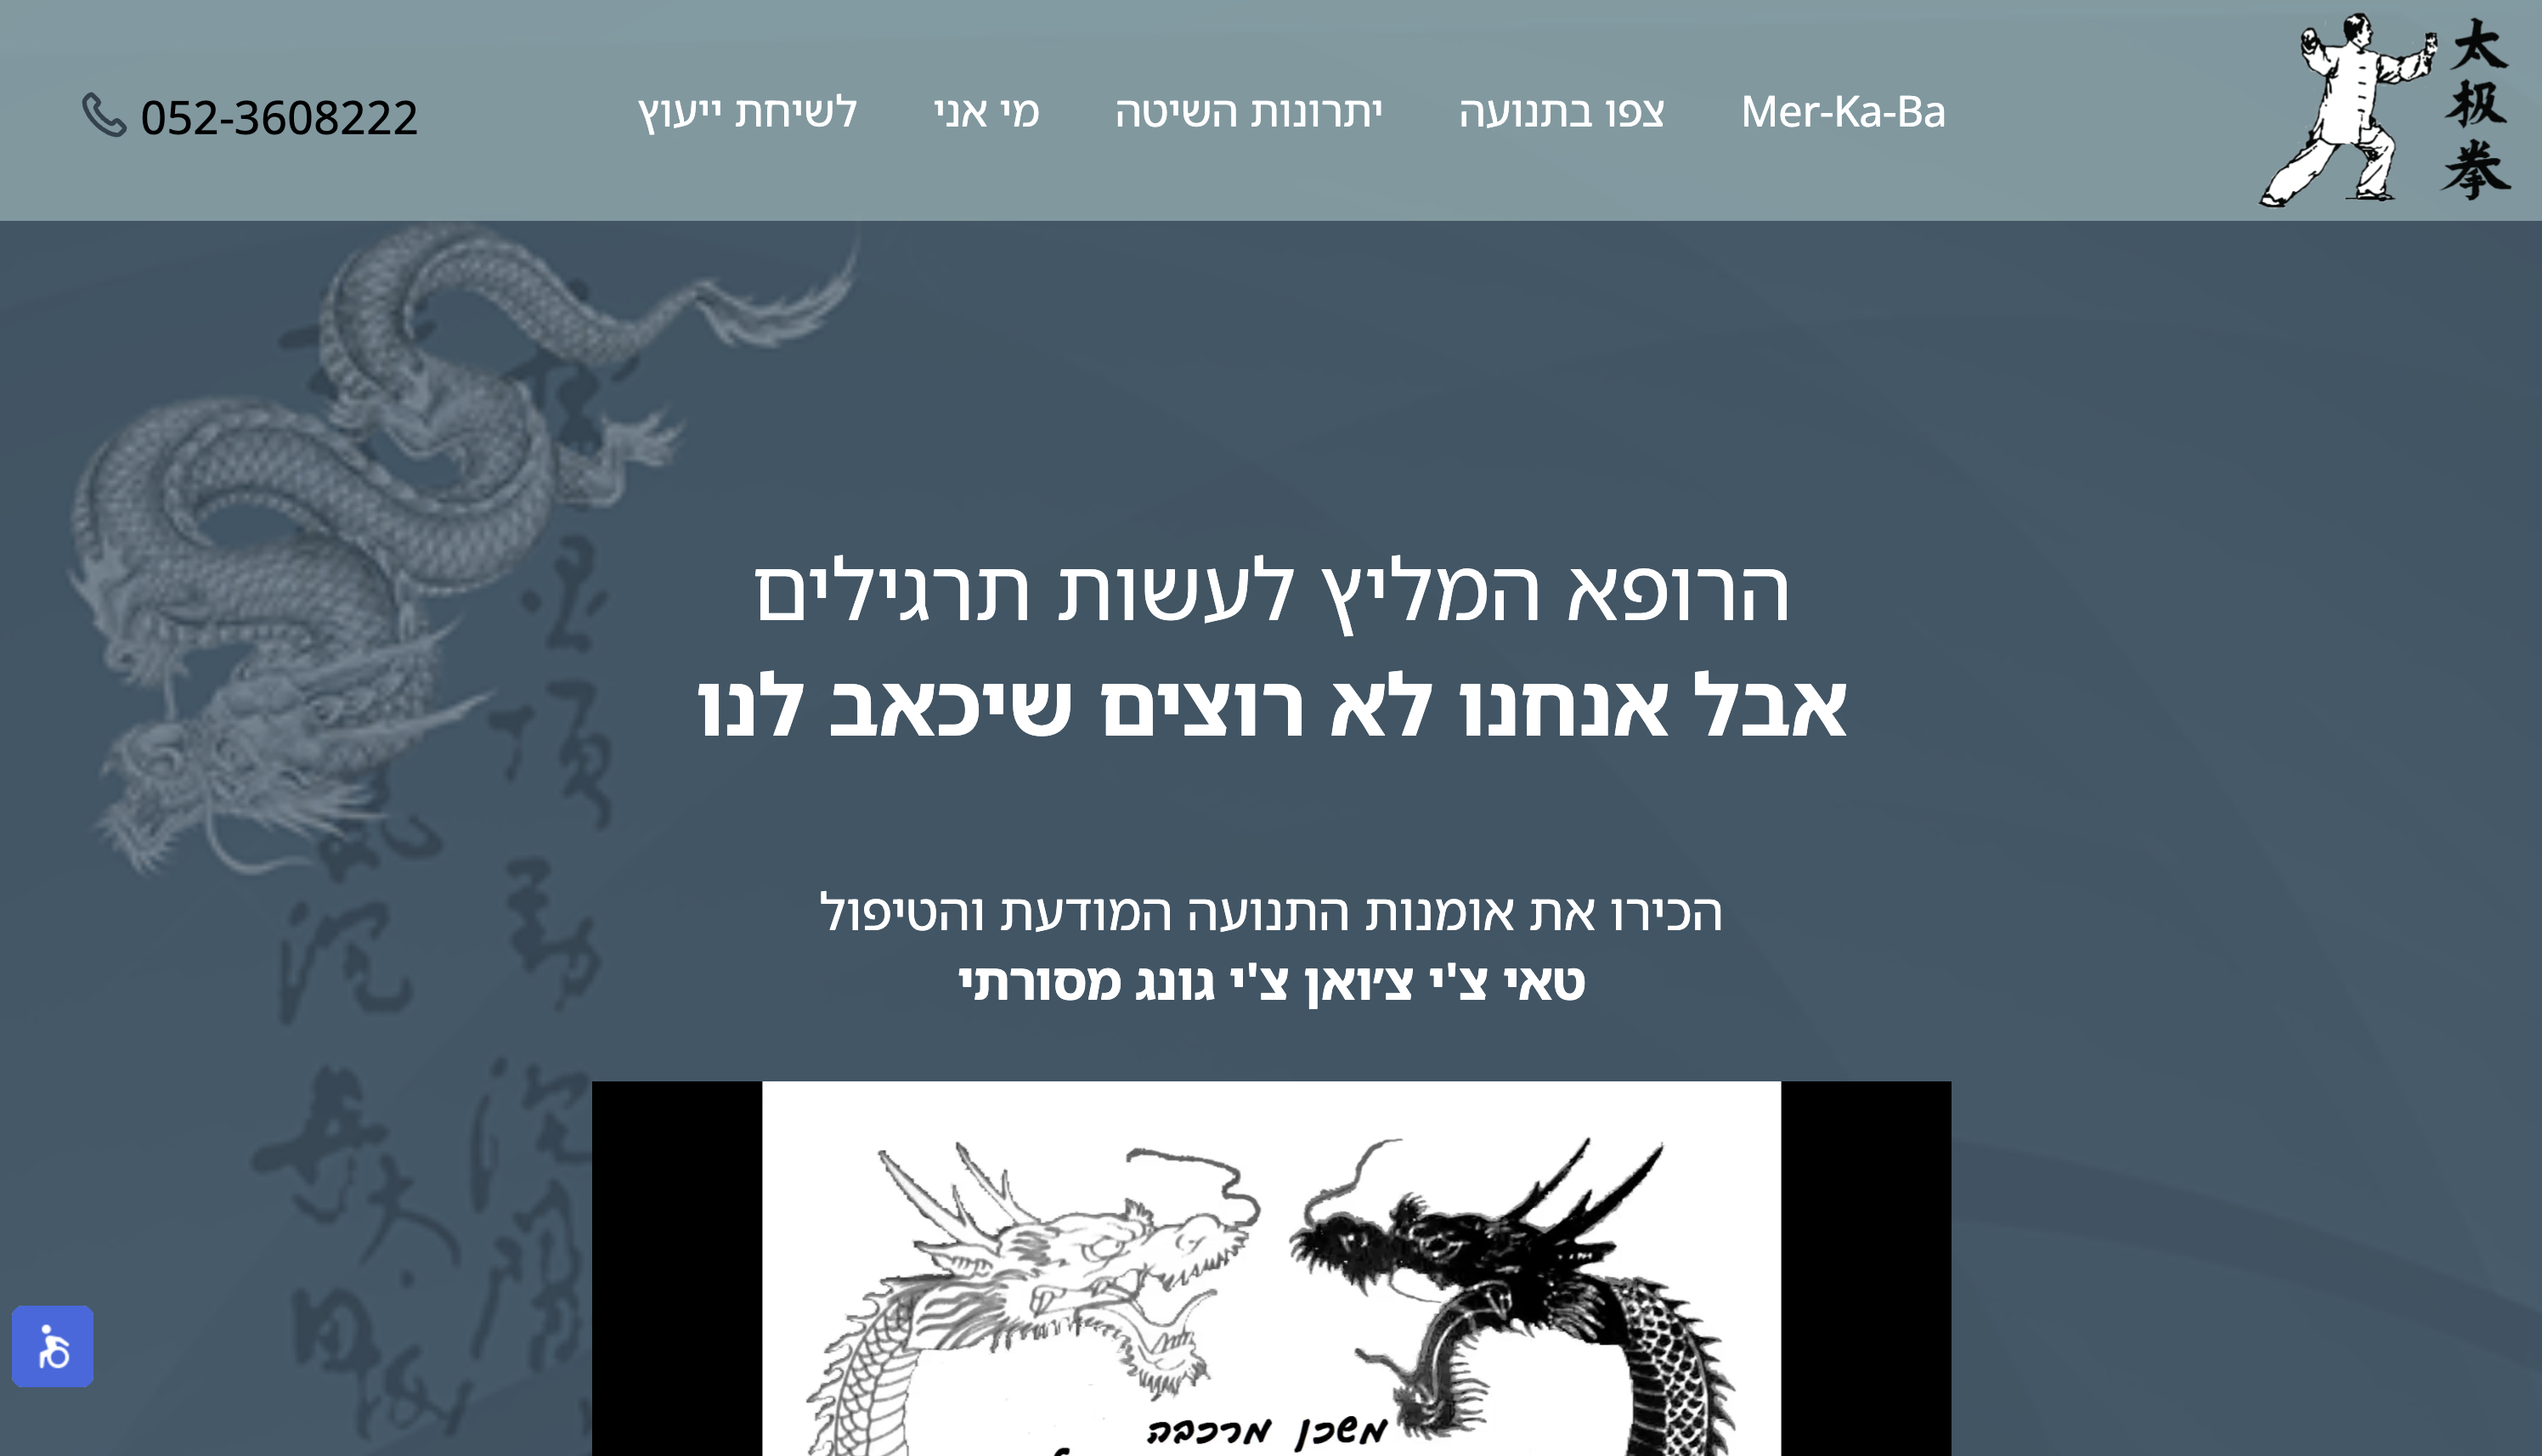 太
极
拳
Mer-Ka-Ba
צפו בתנועה
יתרונות השיטה
מי אני
לשיחת ייעוץ
052-3608222
הרופא המליץ לעשות תרגילים
אבל אנחנו לא רוצים שיכאב לנו
הכירו את אומנות התנועה המודעת והטיפול
טאי צ'י צ׳ואן צ'י גונג מסורתי
משכן מרכבה